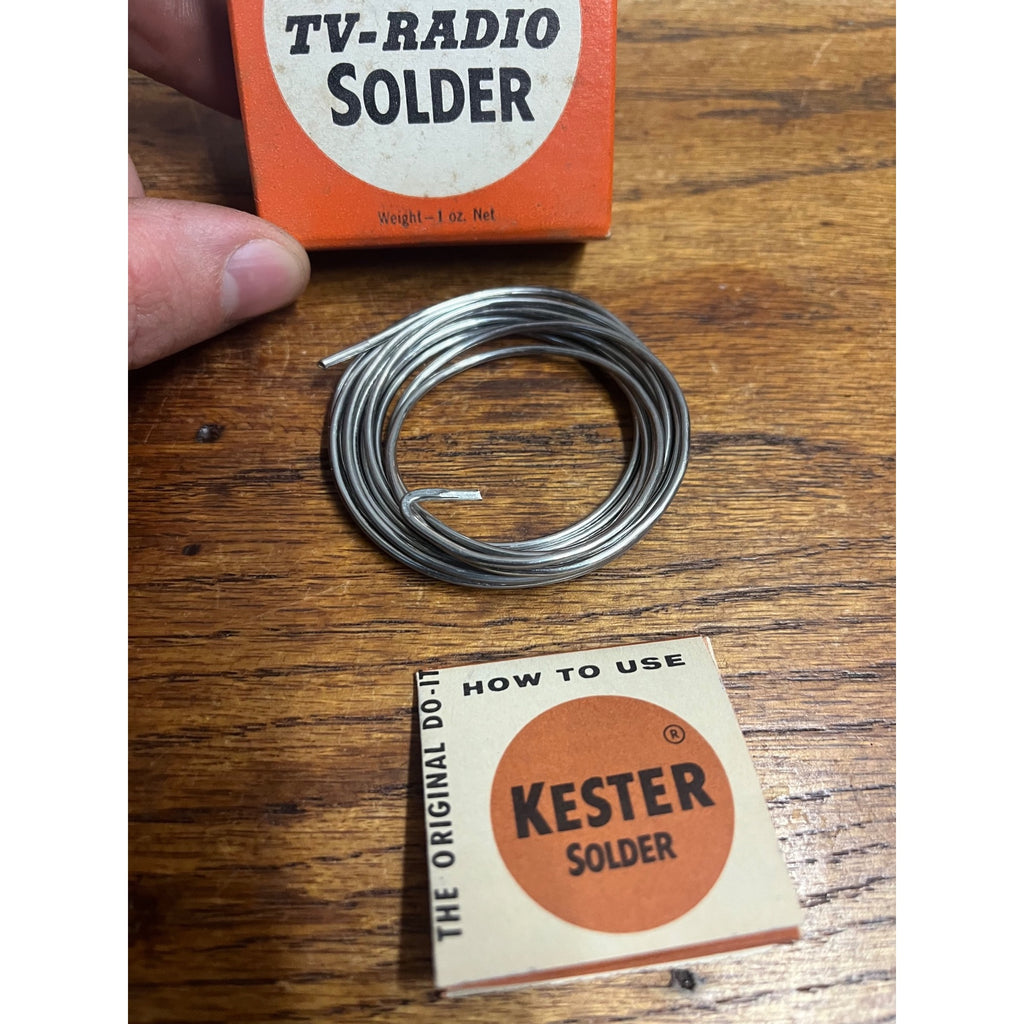 TV-RADIO
SOLDER
Weight-1 oz. Net
HOW TO USE
THE ORIGINAL DO-IT
®
KESTER
SOLDER